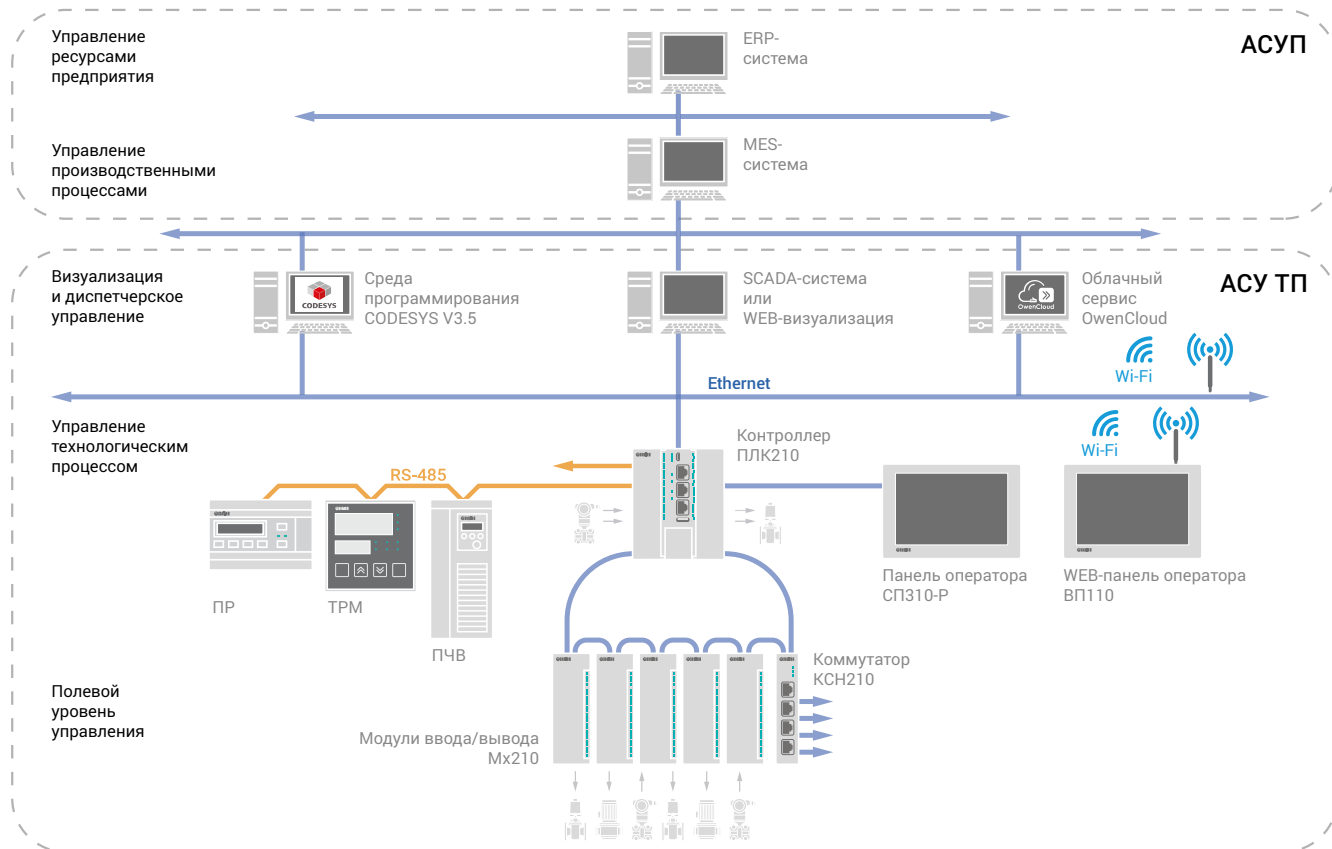 Управление
ресурсами
предприятия
ERP-
система
АСУП
Управление
производственными
процессами
MES-
система
Визуализация
и диспетчерское
управление
CODESYS
Среда
программирования
CODESYS V3.5
SCADA-система
или
WEB-визуализация
OwenCloud
Облачный
сервис
OwenCloud
АСУ ТП
Wi-Fi
Ethernet
Управление
технологическим
процессом
RS-485
Контроллер
ПЛК210
Wi-Fi
ПР
ТРМ
ПЧВ
Панель оператора
СП310-Р
WEB-панель оператора
ВП110
Полевой
уровень
управления
Модули ввода/вывода
Мх210
Коммутатор
КСН210